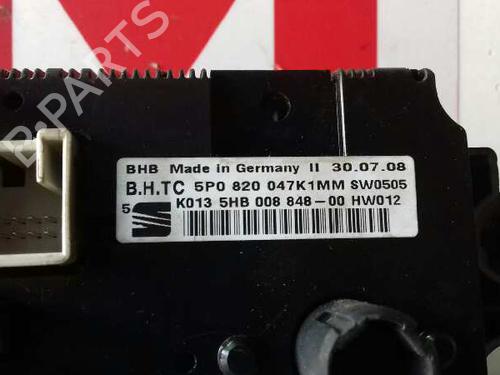 BHB Made in Germany II 30.07.08
B.H.TC 5P0 820 047K1MM SW0505
5 K013 5HB 008 848-00 HW012
B-PARTS